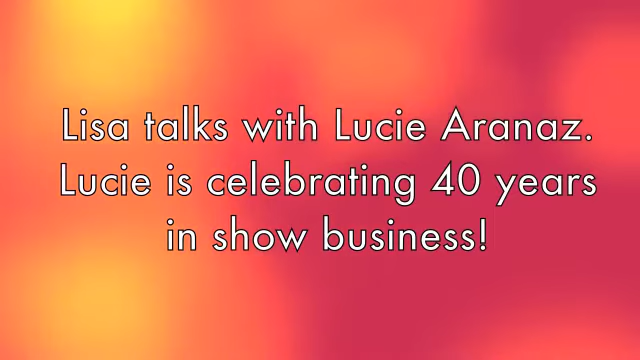 Lisa talks with Lucie Aranaz.
Lucie is celebrating 40 years
in show business!